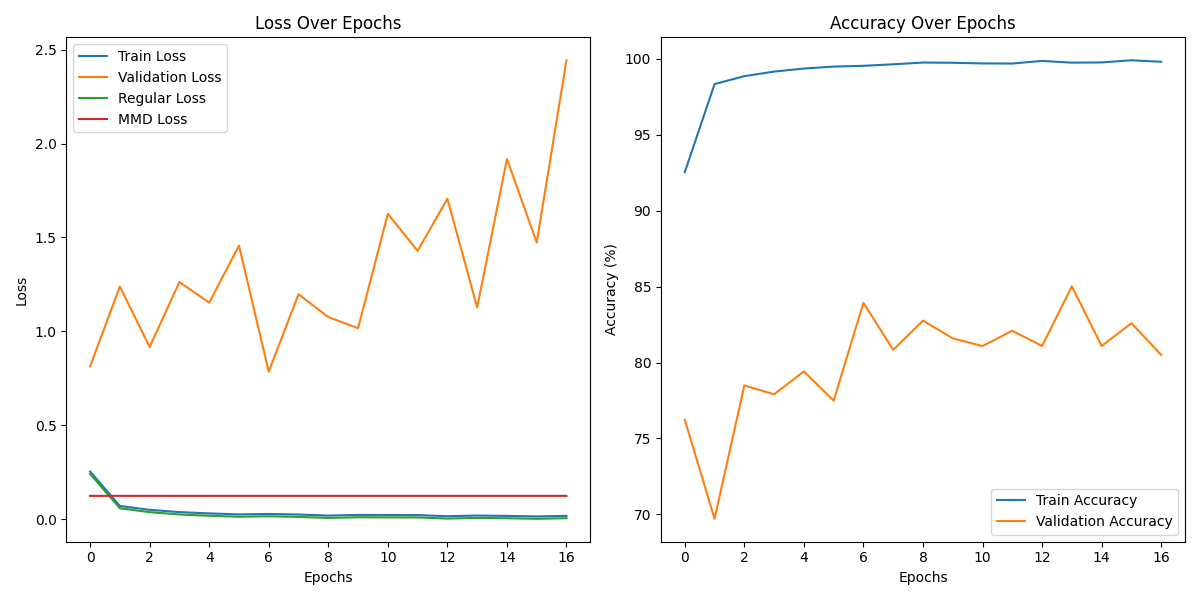 Loss Over Epochs
Train Loss
Validation Loss
Regular Loss
MMD Loss
2.5
2.0
1.5
1.0
0.5
0.0
Loss
0 2 4 6 8 10 12 14 16
Epochs
Accuracy Over Epochs
100
95
90
85
80
75
70
Accuracy (%)
Train Accuracy
Validation Accuracy
0 2 4 6 8 10 12 14 16
Epochs